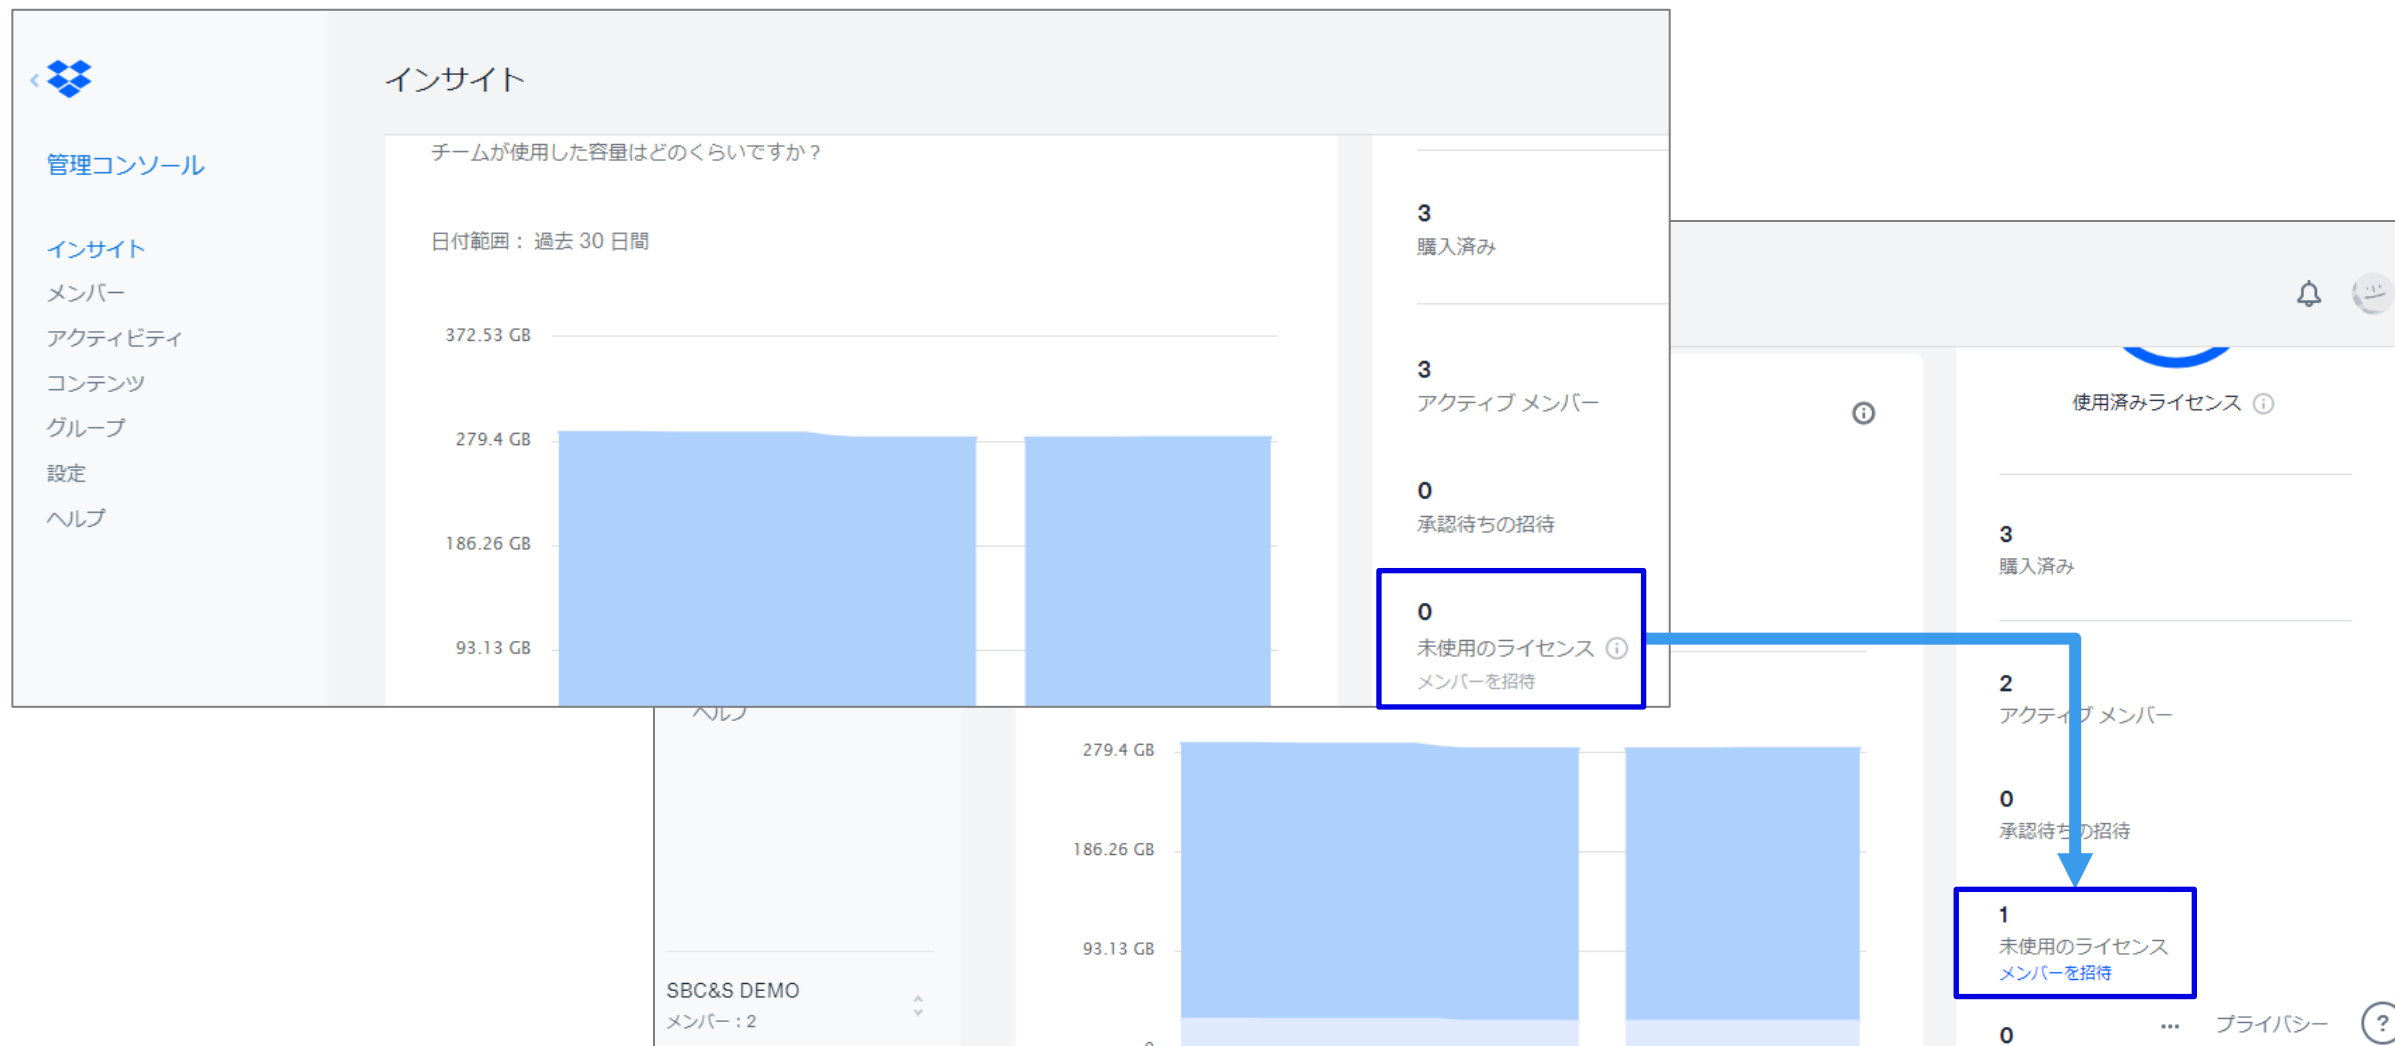 インサイト
管理コンソール
インサイト
メンバー
アクティビティ
コンテンツ
グループ
設定
ヘルプ
チームが使用した容量はどのくらいですか？
日付範囲： 過去 30 日間
372.53 GB
279.4 GB
186.26 GB
93.13 GB
3
購入済み
3
アクティブ メンバー
0
承認待ちの招待
0
未使用のライセンス
メンバーを招待
使用済みライセンス
3
購入済み
2
アクティブ メンバー
0
承認待ちの招待
1
未使用のライセンス
メンバーを招待
0
ヘルプ
279.4 GB
186.26 GB
93.13 GB
0
SBC&S DEMO
メンバー：2
... プライバシー ?